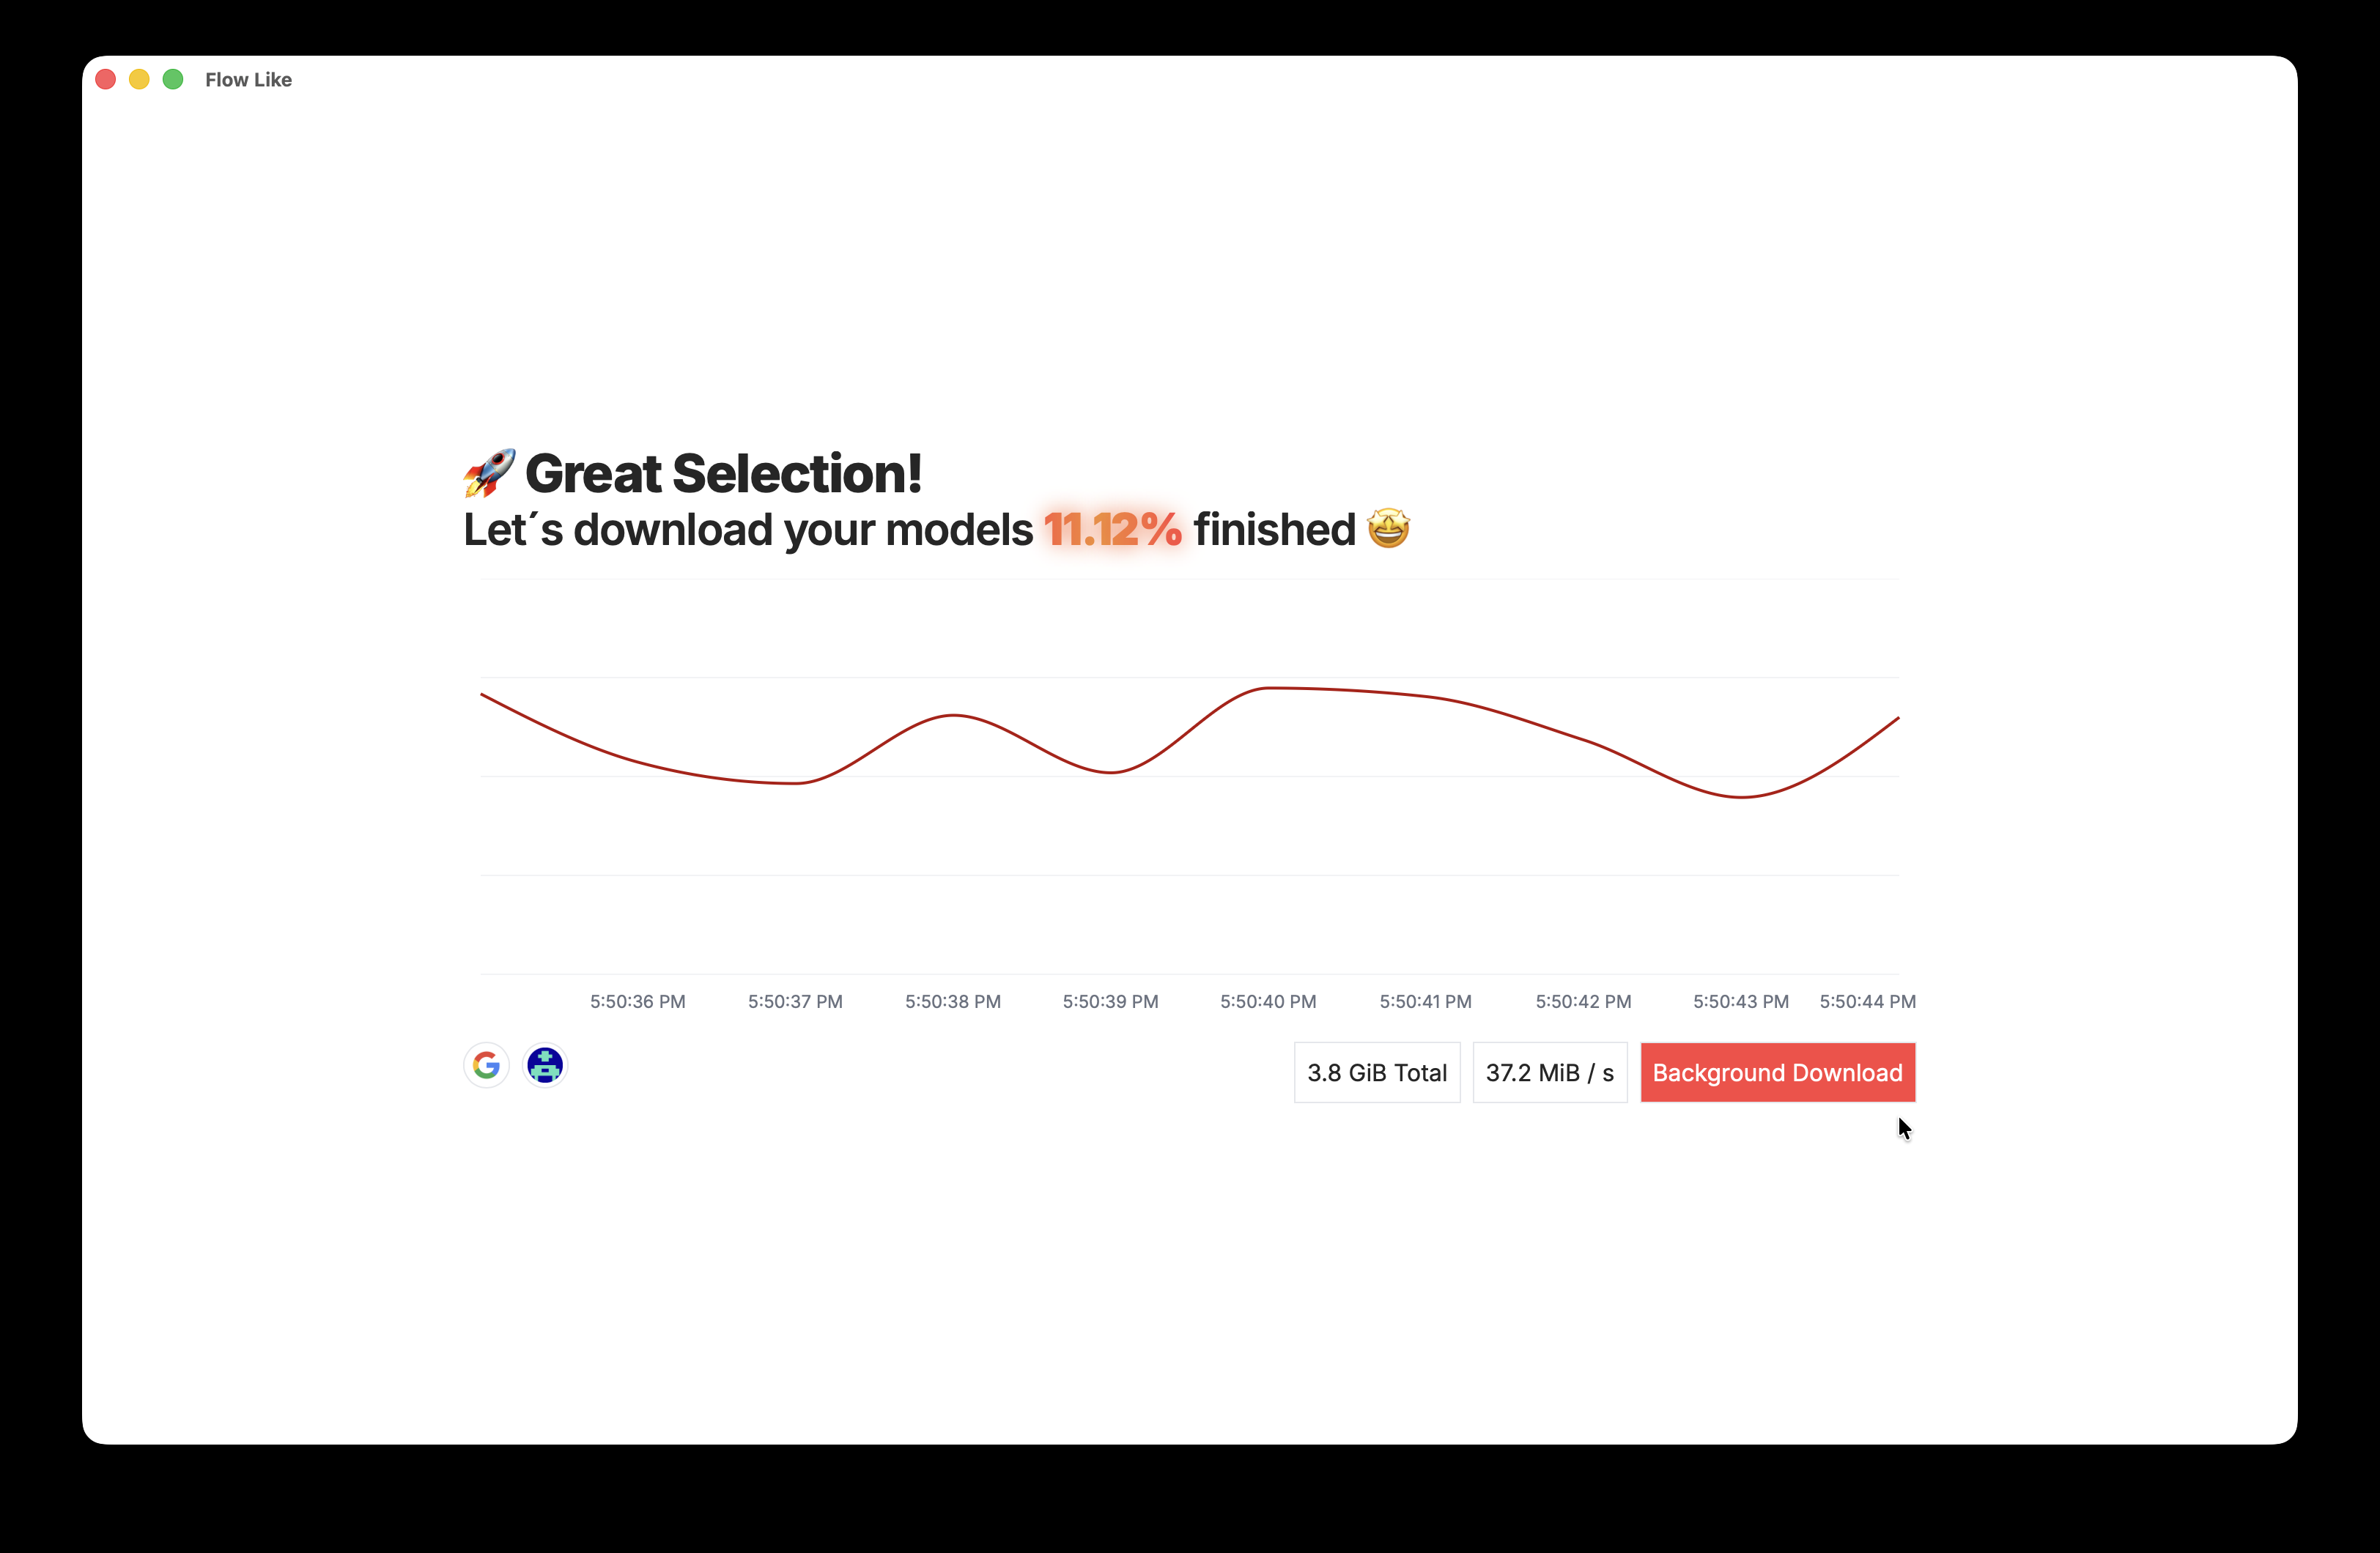 Flow Like
🚀 Great Selection!
Let´s download your models 11.12% finished 🤩
5:50:36 PM 5:50:37 PM 5:50:38 PM 5:50:39 PM 5:50:40 PM 5:50:41 PM 5:50:42 PM 5:50:43 PM 5:50:44 PM
3.8 GiB Total 37.2 MiB / s Background Download